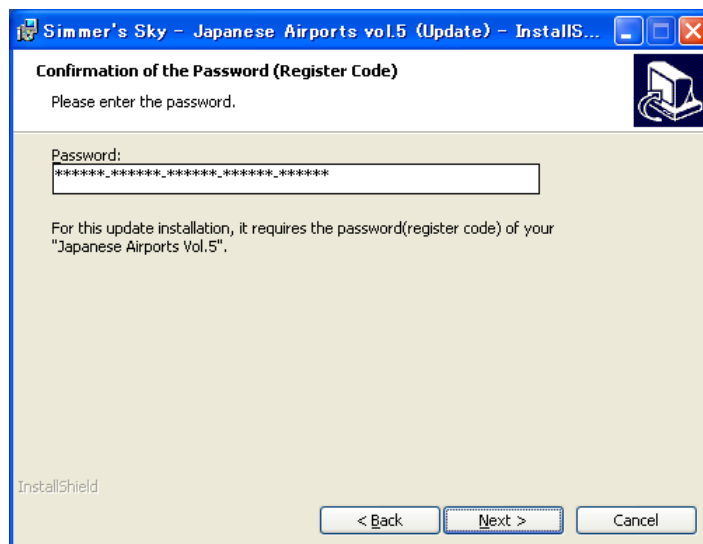 Simmer's Sky - Japanese Airports vol.5 (Update) - InstallS...
Confirmation of the Password (Register Code)
Please enter the password.
Password:
******-******-******-******-******
For this update installation, it requires the password(register code) of your
"Japanese Airports Vol.5".
InstallShield
< Back
Next >
Cancel